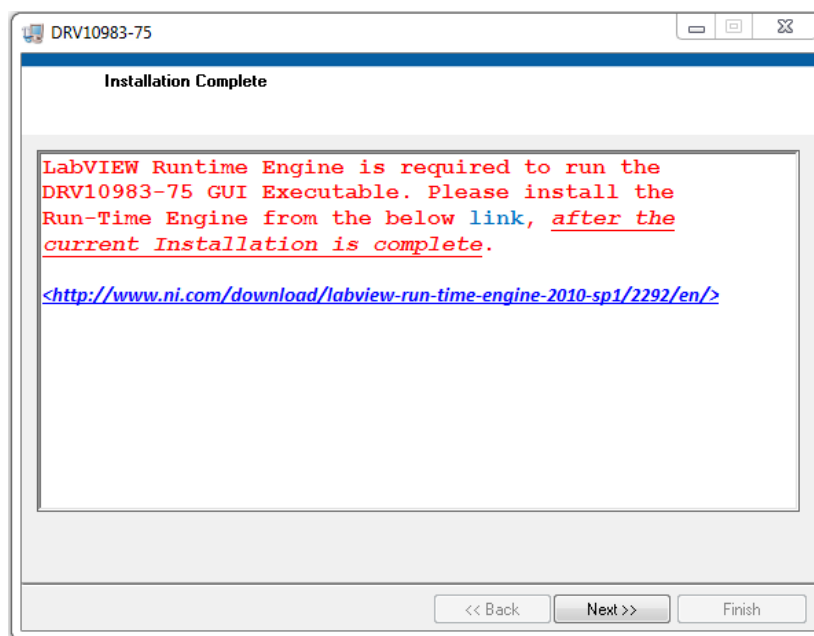 DRV10983-75
Installation Complete
LabVIEW Runtime Engine is required to run the
DRV10983-75 GUI Executable. Please install the
Run-Time Engine from the below link, after the
current Installation is complete.
<http://www.ni.com/download/labview-run-time-engine-2010-sp1/2292/en/>
<< Back Next >> Finish